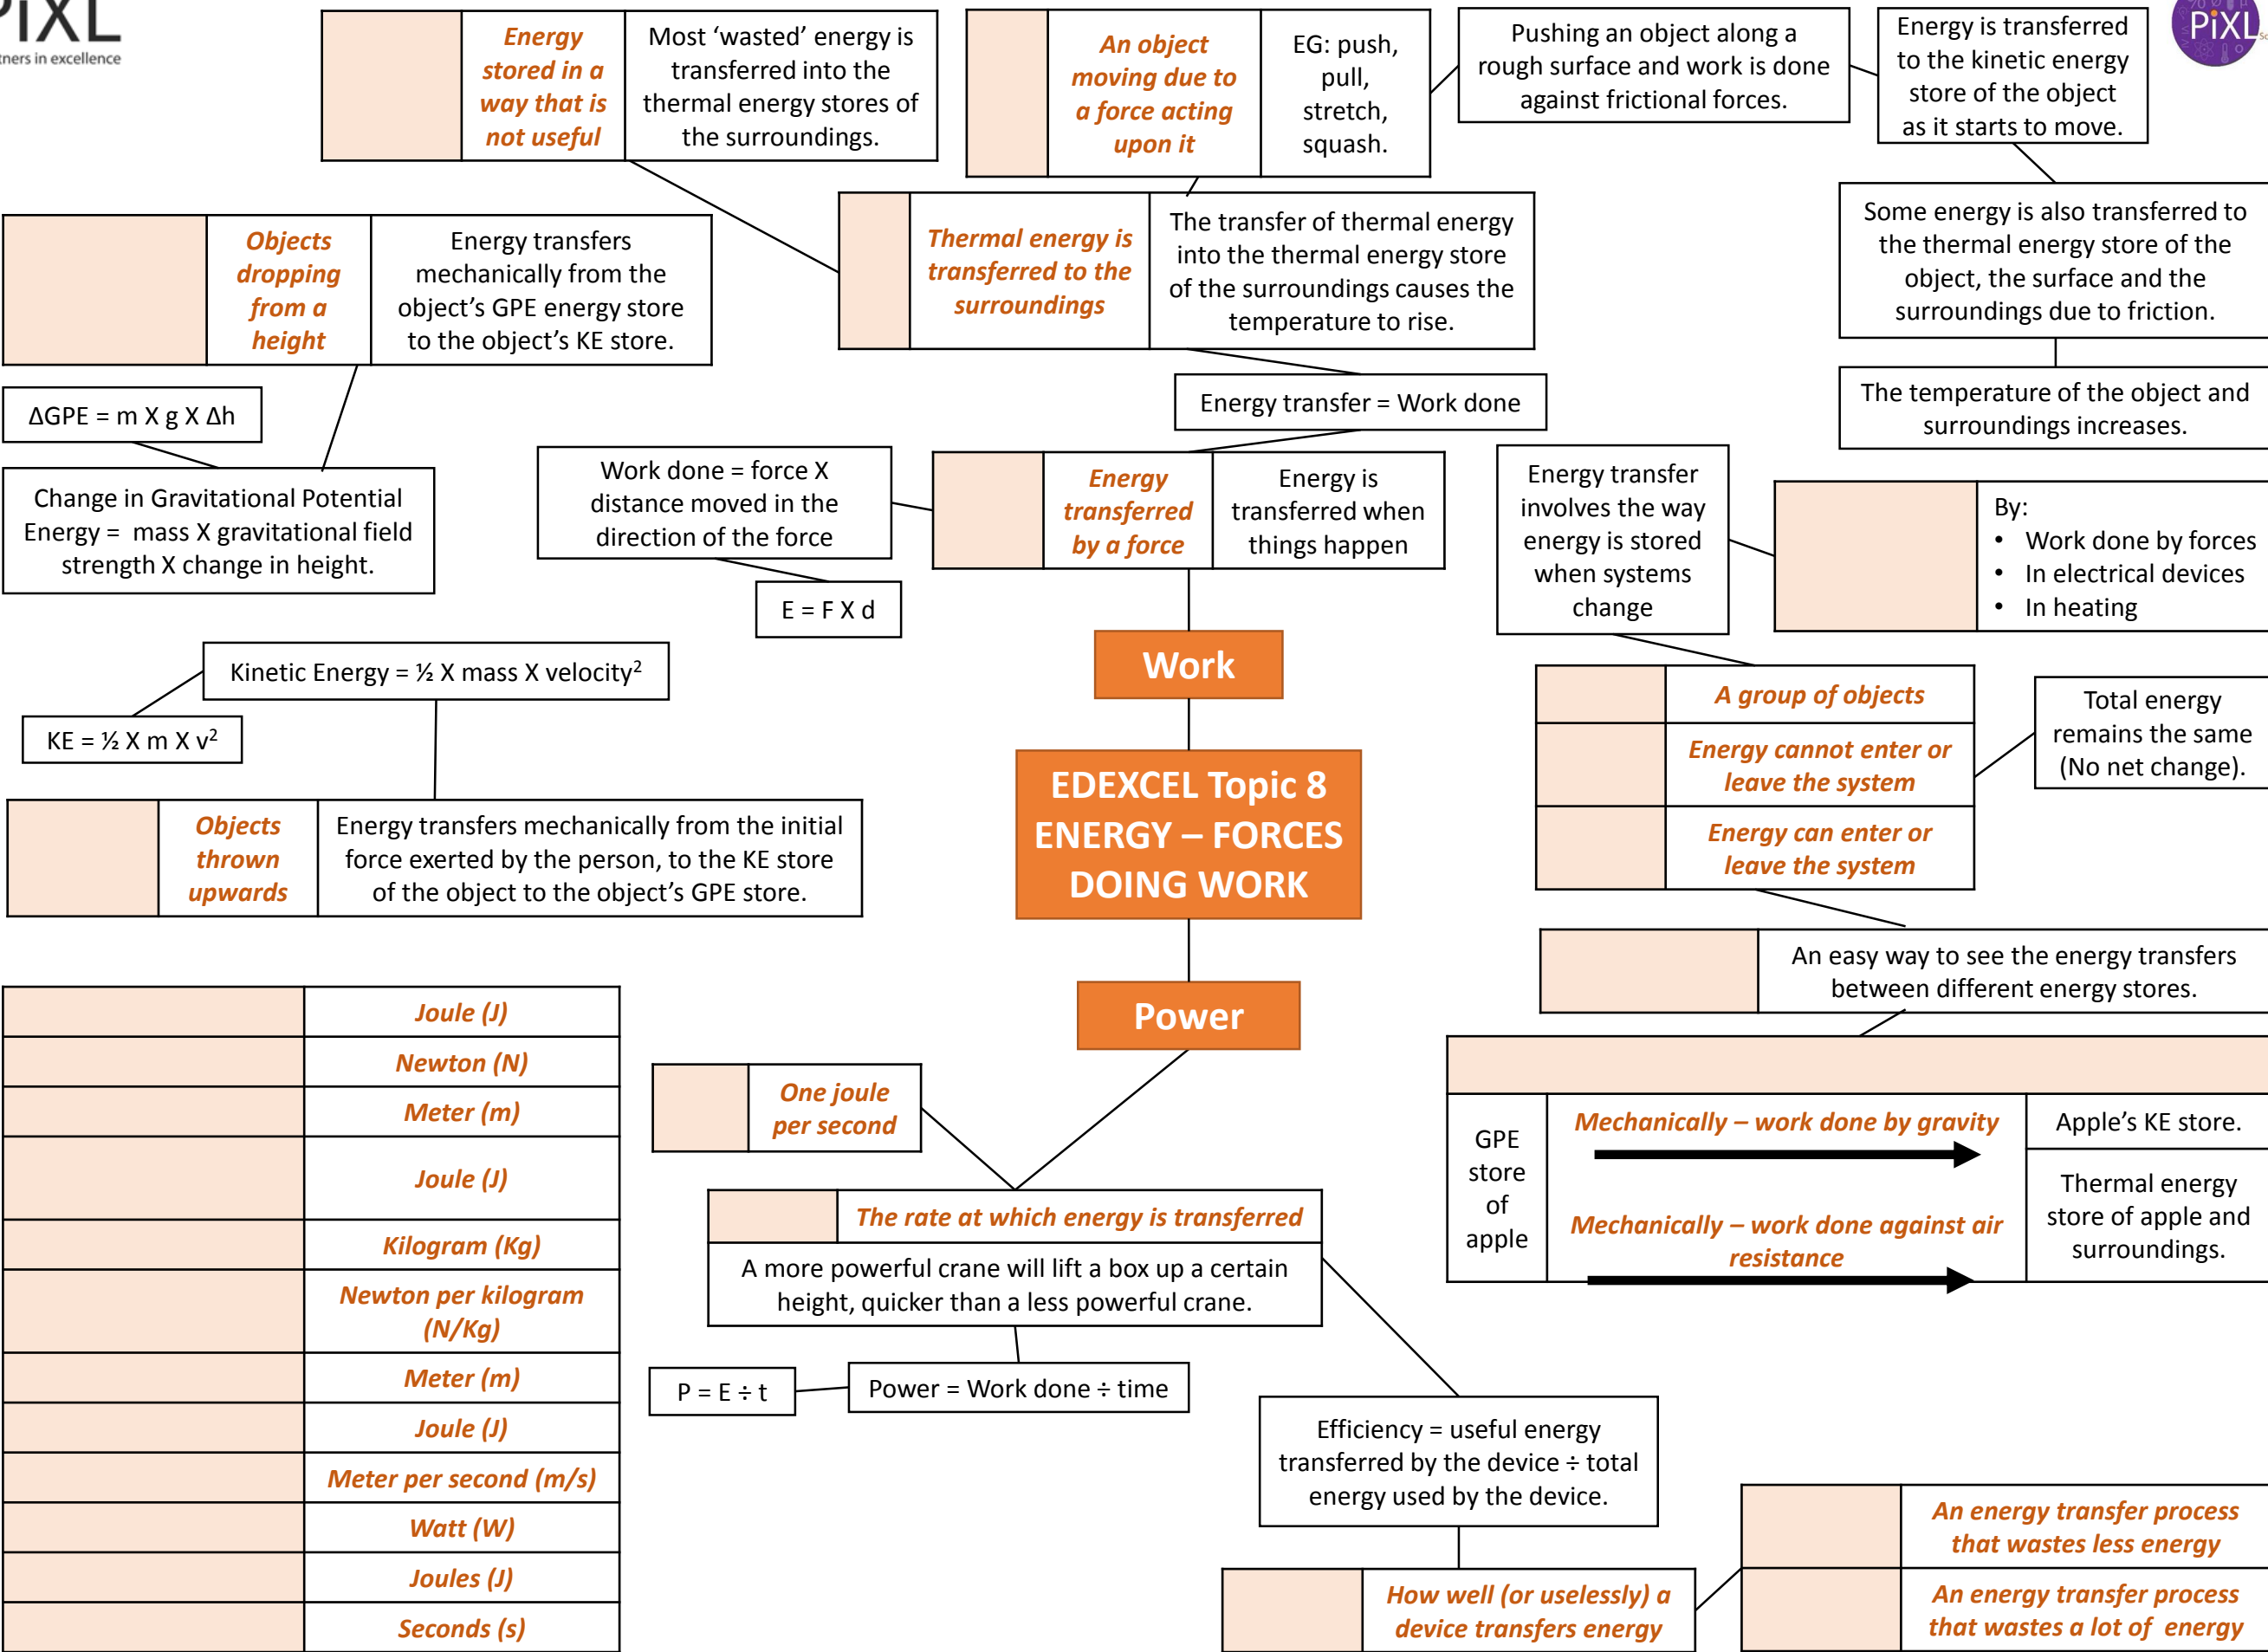 PiXL
tners in excellence
PiXL
Energy
stored in a
way that is
not useful
Most ‘wasted’ energy is
transferred into the
thermal energy stores of
the surroundings.
An object
moving due to
a force acting
upon it
EG: push,
pull,
stretch,
squash.
Pushing an object along a
rough surface and work is done
against frictional forces.
Energy is transferred
to the kinetic energy
store of the object
as it starts to move.
Objects
dropping
from a
height
Energy transfers
mechanically from the
object’s GPE energy store
to the object’s KE store.
Thermal energy is
transferred to the
surroundings
The transfer of thermal energy
into the thermal energy store
of the surroundings causes the
temperature to rise.
Some energy is also transferred to
the thermal energy store of the
object, the surface and the
surroundings due to friction.
The temperature of the object and
surroundings increases.
ΔGPE = m X g X Δh
Energy transfer = Work done
Change in Gravitational Potential
Energy = mass X gravitational field
strength X change in height.
Work done = force X
distance moved in the
direction of the force
E = F X d
Energy
transferred
by a force
Energy is
transferred when
things happen
Energy transfer
involves the way
energy is stored
when systems
change
By:
• Work done by forces
• In electrical devices
• In heating
Work
Kinetic Energy = ½ X mass X velocity²
KE = ½ X m X v²
A group of objects
Energy cannot enter or
leave the system
Energy can enter or
leave the system
Total energy
remains the same
(No net change).
EDEXCEL Topic 8
ENERGY – FORCES
DOING WORK
Objects
thrown
upwards
Energy transfers mechanically from the initial
force exerted by the person, to the KE store
of the object to the object’s GPE store.
An easy way to see the energy transfers
between different energy stores.
Power
Joule (J)
Newton (N)
Meter (m)
Joule (J)
Kilogram (Kg)
Newton per kilogram
(N/Kg)
Meter (m)
Joule (J)
Meter per second (m/s)
Watt (W)
Joules (J)
Seconds (s)
One joule
per second
The rate at which energy is transferred
A more powerful crane will lift a box up a certain
height, quicker than a less powerful crane.
P = E ÷ t
Power = Work done ÷ time
GPE
store
of
apple
Mechanically – work done by gravity
Mechanically – work done against air
resistance
Apple’s KE store.
Thermal energy
store of apple and
surroundings.
Efficiency = useful energy
transferred by the device ÷ total
energy used by the device.
How well (or uselessly) a
device transfers energy
An energy transfer process
that wastes less energy
An energy transfer process
that wastes a lot of energy